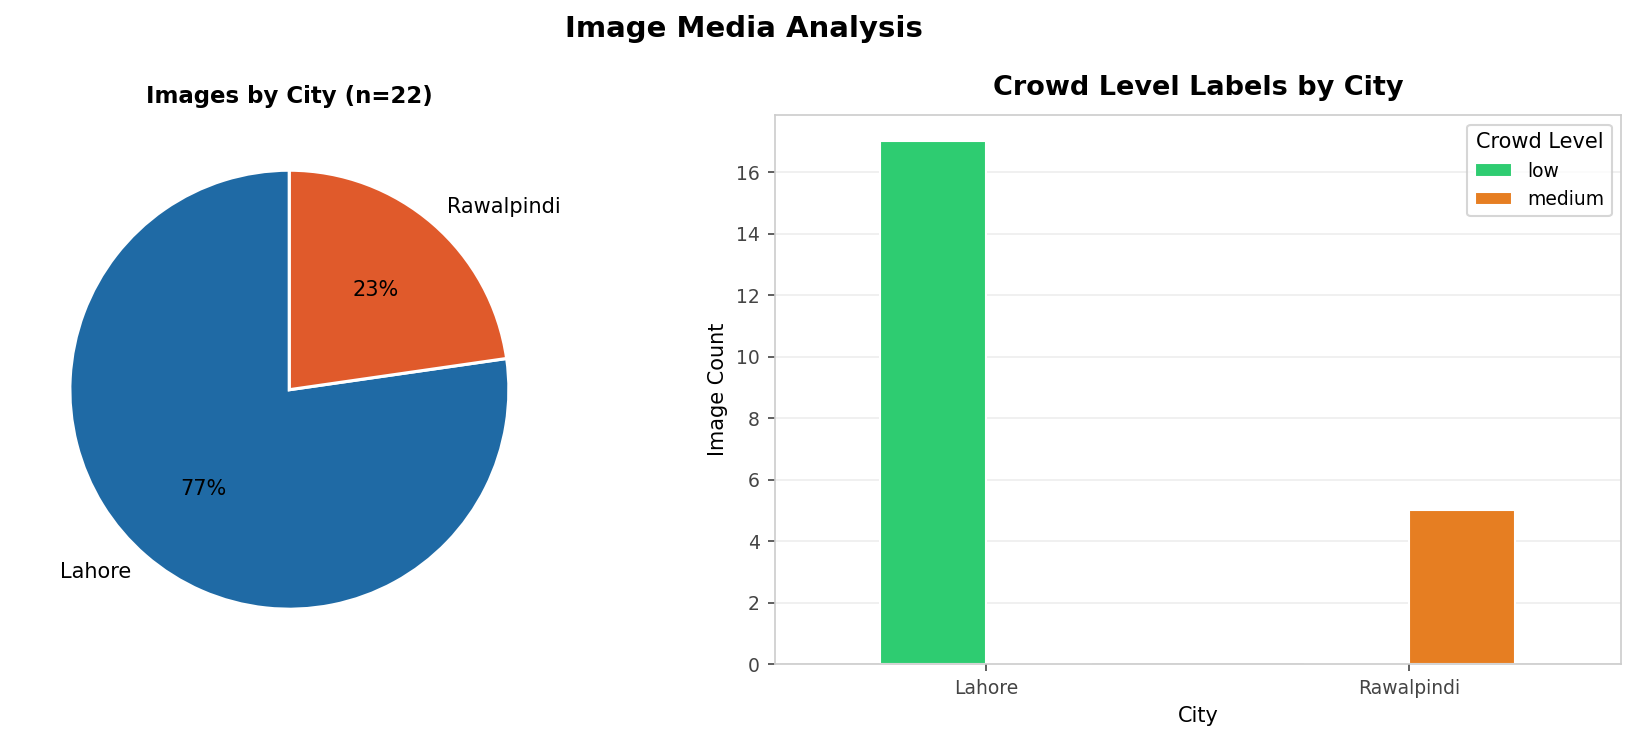 Image Media Analysis
Images by City (n=22)
Rawalpindi
23%
77%
Lahore
Crowd Level Labels by City
Crowd Level
low
medium
Image Count
16
14
12
10
8
6
4
2
0
Lahore
Rawalpindi
City